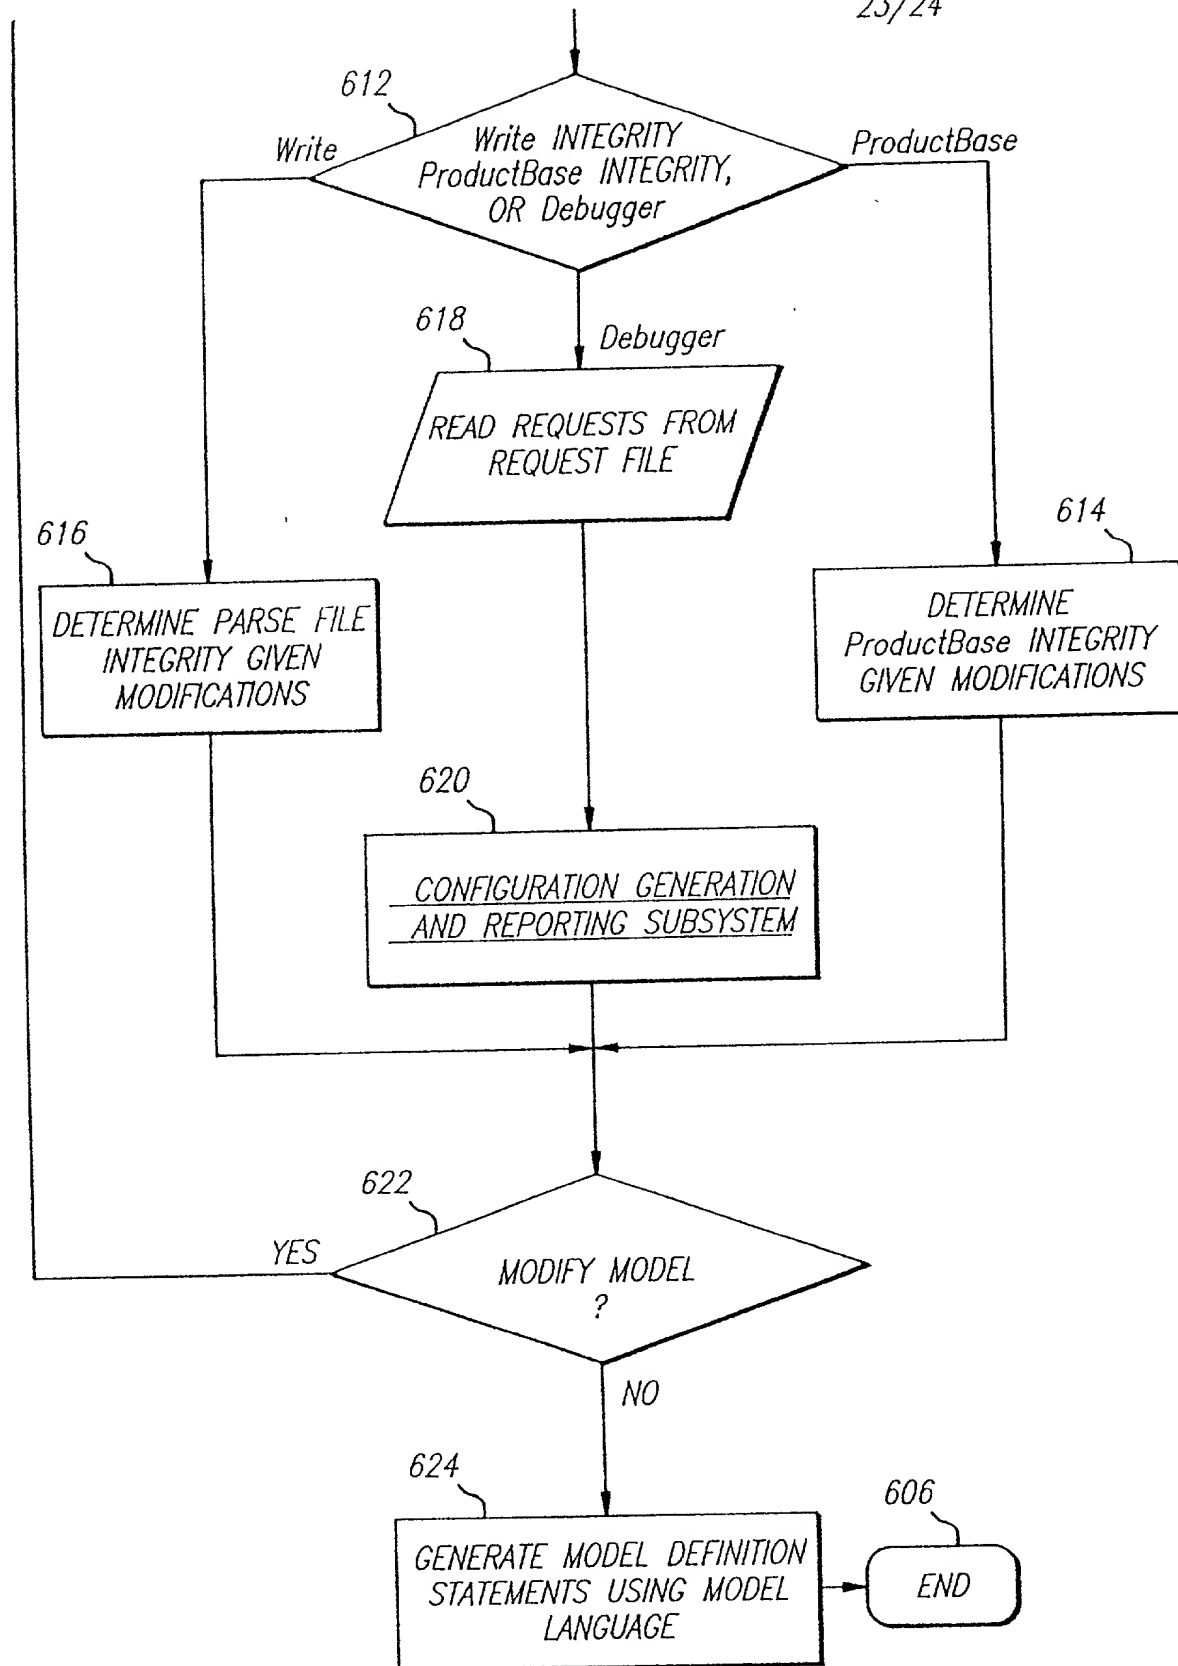 23/24
612
Write INTEGRITY
ProductBase INTEGRITY,
OR Debugger
Write
ProductBase
Debugger
618
READ REQUESTS FROM
REQUEST FILE
616
DETERMINE PARSE FILE
INTEGRITY GIVEN
MODIFICATIONS
614
DETERMINE
ProductBase INTEGRITY
GIVEN MODIFICATIONS
620
CONFIGURATION GENERATION
AND REPORTING SUBSYSTEM
622
YES
MODIFY MODEL
?
NO
624
GENERATE MODEL DEFINITION
STATEMENTS USING MODEL
LANGUAGE
606
END